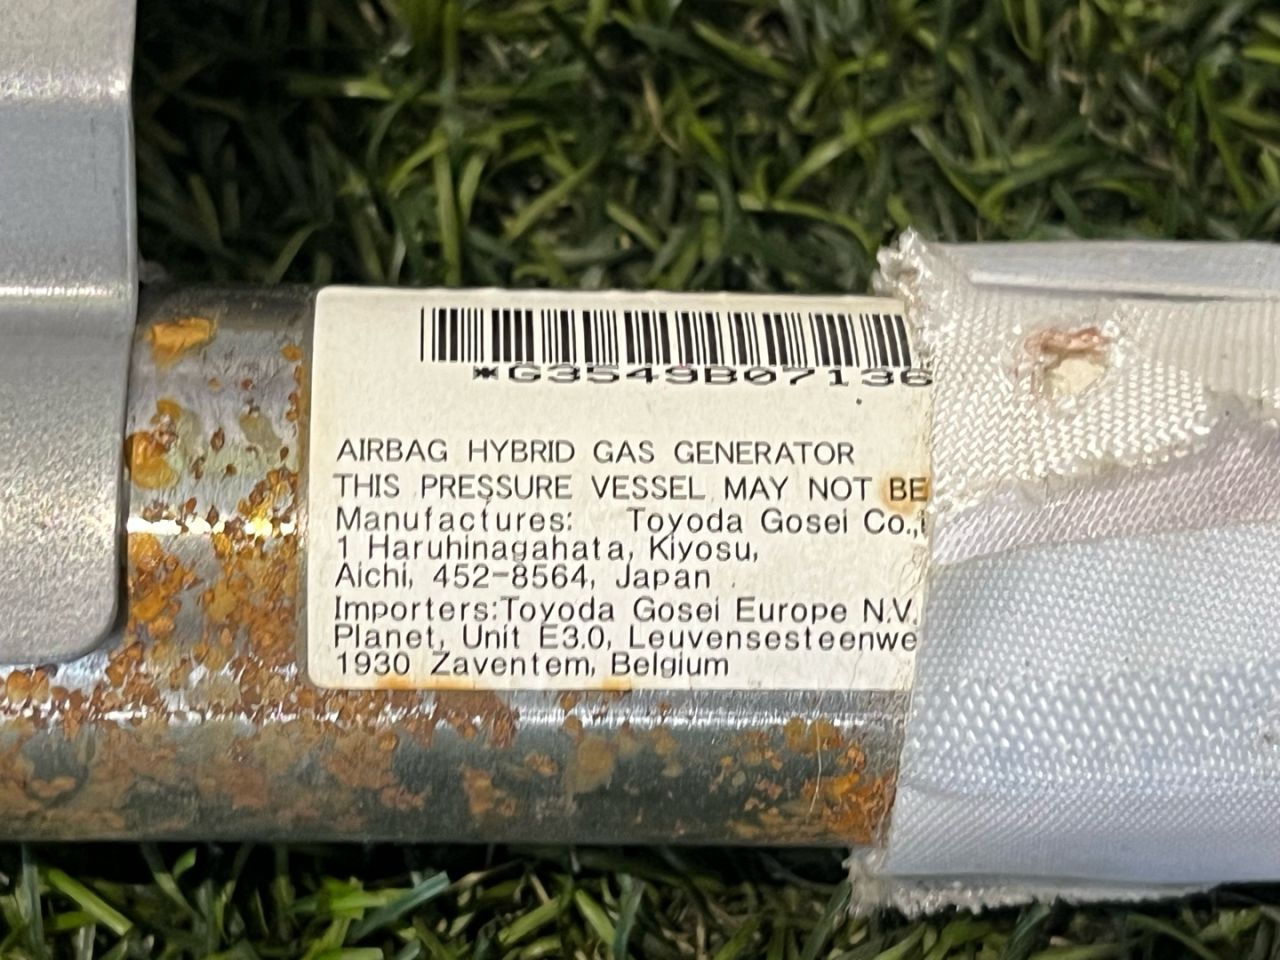 *G3549B07136
AIRBAG HYBRID GAS GENERATOR
THIS PRESSURE VESSEL MAY NOT BE
Manufactures: Toyoda Gosei Co.,
1 Haruhinagahata, Kiyosu,
Aichi, 452-8564, Japan
Importers:Toyoda Gosei Europe N.V.
Planet, Unit E3.0, Leuvensesteenwe
1930 Zaventem, Belgium